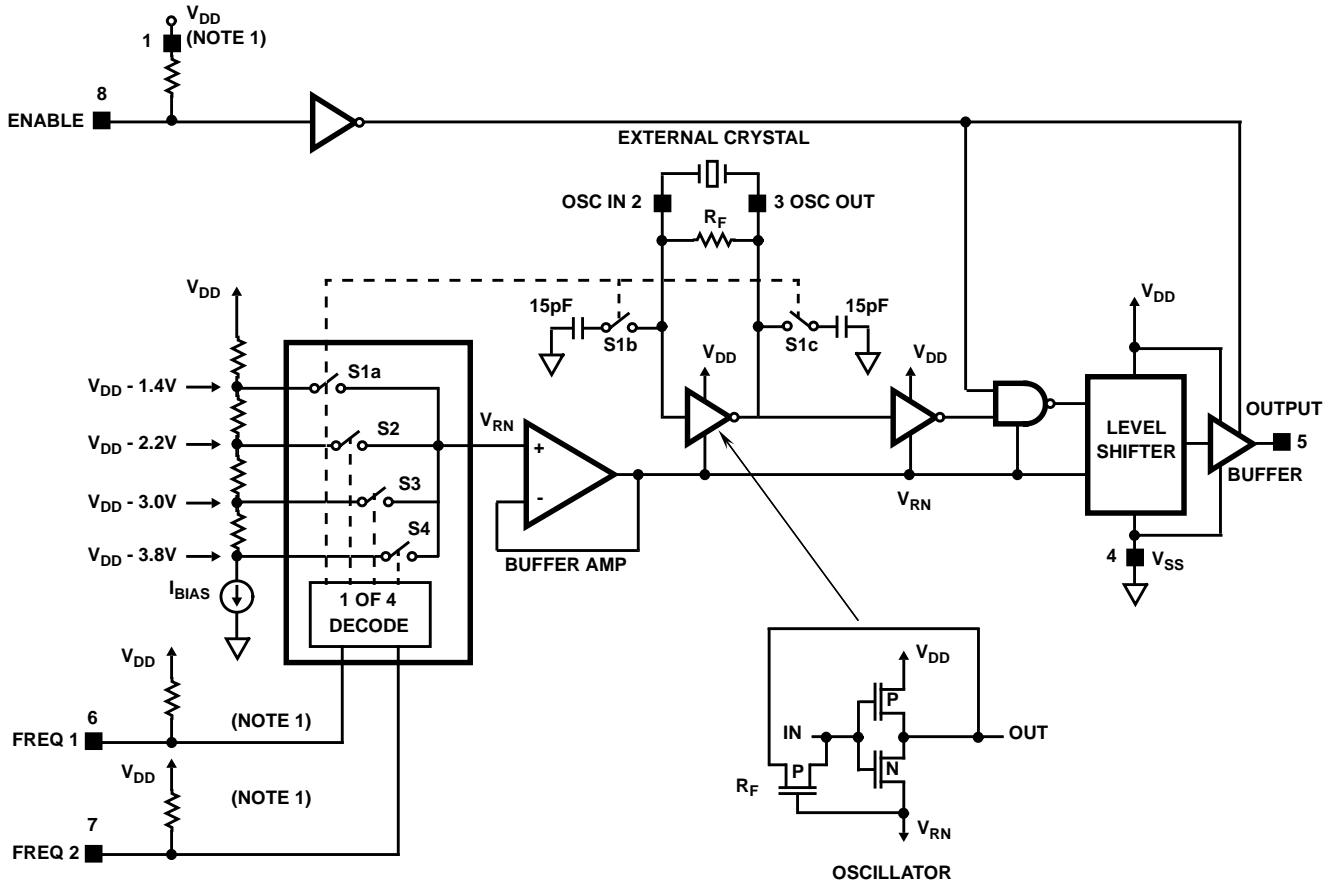 VDD
1 (NOTE 1)
8
ENABLE
EXTERNAL CRYSTAL
OSC IN 2
3 OSC OUT
RF
VDD
15pF
S1b
15pF
S1c
VDD
VDD
VDD
S1a
VDD - 1.4V
S2
VDD - 2.2V
S3
VDD - 3.0V
S4
VDD - 3.8V
IBIAS
1 OF 4
DECODE
VRN
+
-
BUFFER AMP
VRN
LEVEL
SHIFTER
OUTPUT
5
BUFFER
4
VSS
VDD
6
(NOTE 1)
FREQ 1
VDD
7
(NOTE 1)
FREQ 2
VDD
P
IN
OUT
N
P
RF
VRN
OSCILLATOR